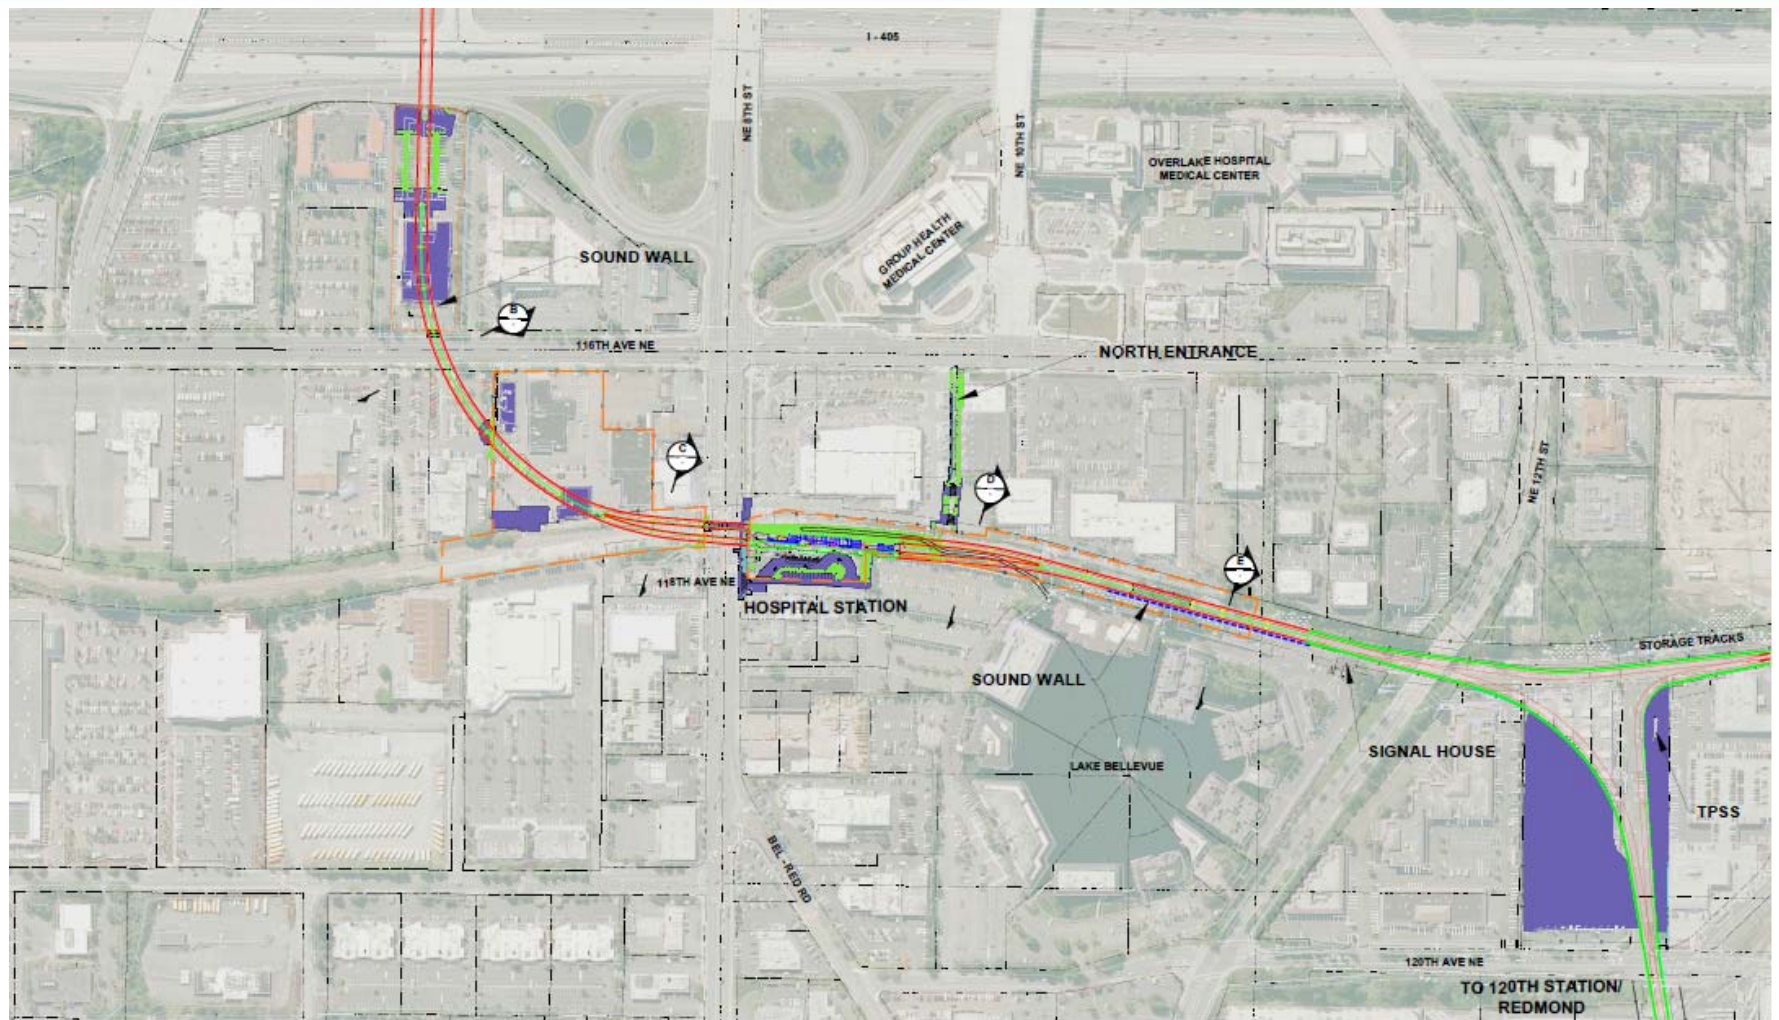 I - 405
NE 8TH ST
NE 10TH ST.
OVERLAKE HOSPITAL
MEDICAL CENTER
GROUP HEALTH
MEDICAL CENTER
SOUND WALL
B
116TH AVE NE
NORTH ENTRANCE
C
D
NE 12TH ST
E
118TH AVE NE
HOSPITAL STATION
STORAGE TRACKS
SOUND WALL
SIGNAL HOUSE
LAKE BELLEVUE
TPSS
BEL - RED RD
120TH AVE NE
TO 120TH STATION/
REDMOND